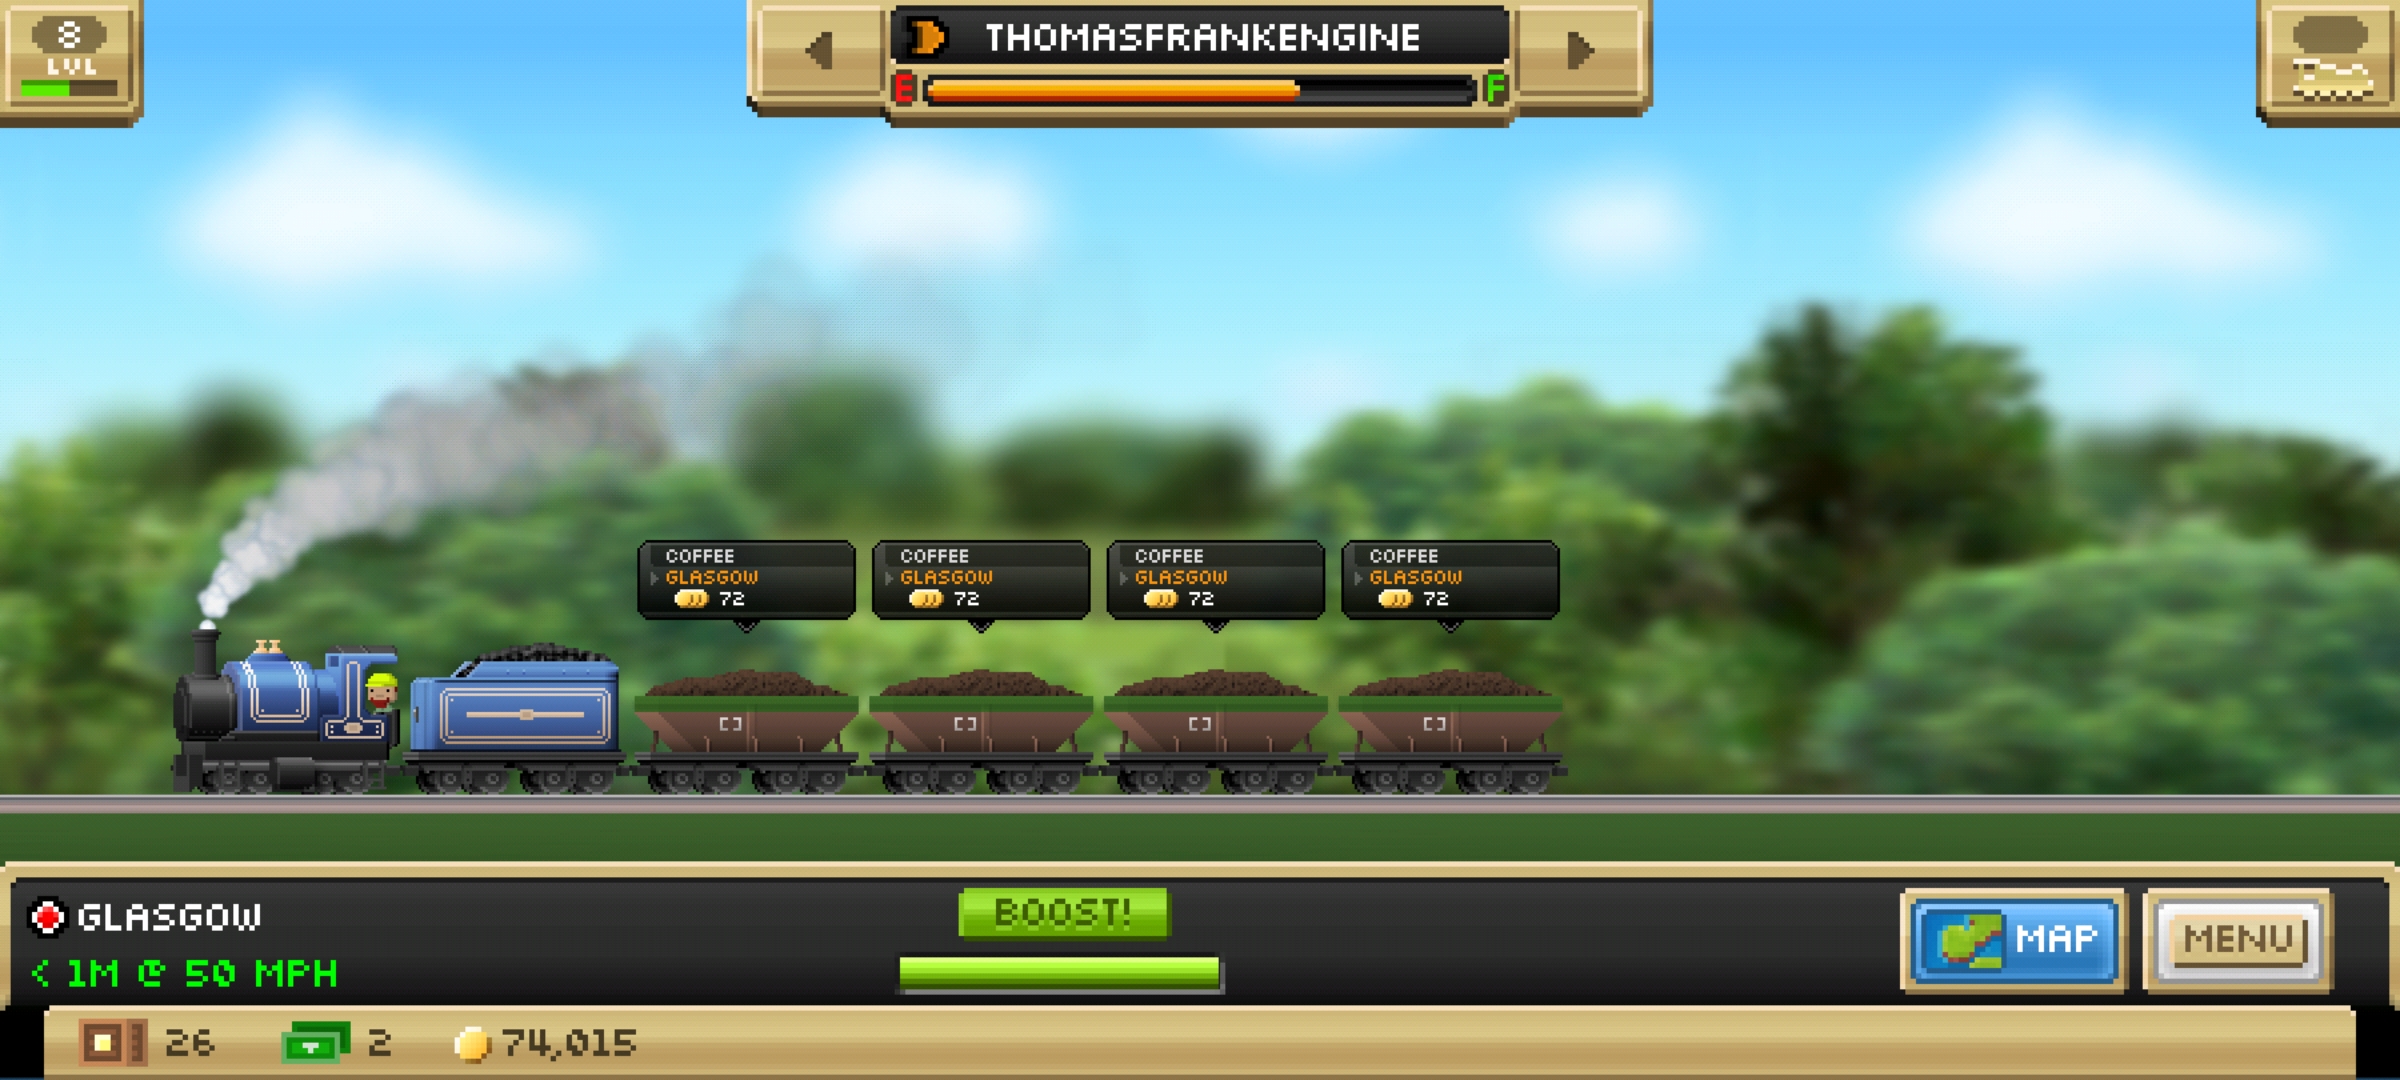 8
LVL
THOMASFRANKENGINE
E F
COFFEE
GLASGOW
72
COFFEE
GLASGOW
72
COFFEE
GLASGOW
72
COFFEE
GLASGOW
72
GLASGOW
< 1M @ 50 MPH
BOOST!
MAP
MENU
26 2 74,015